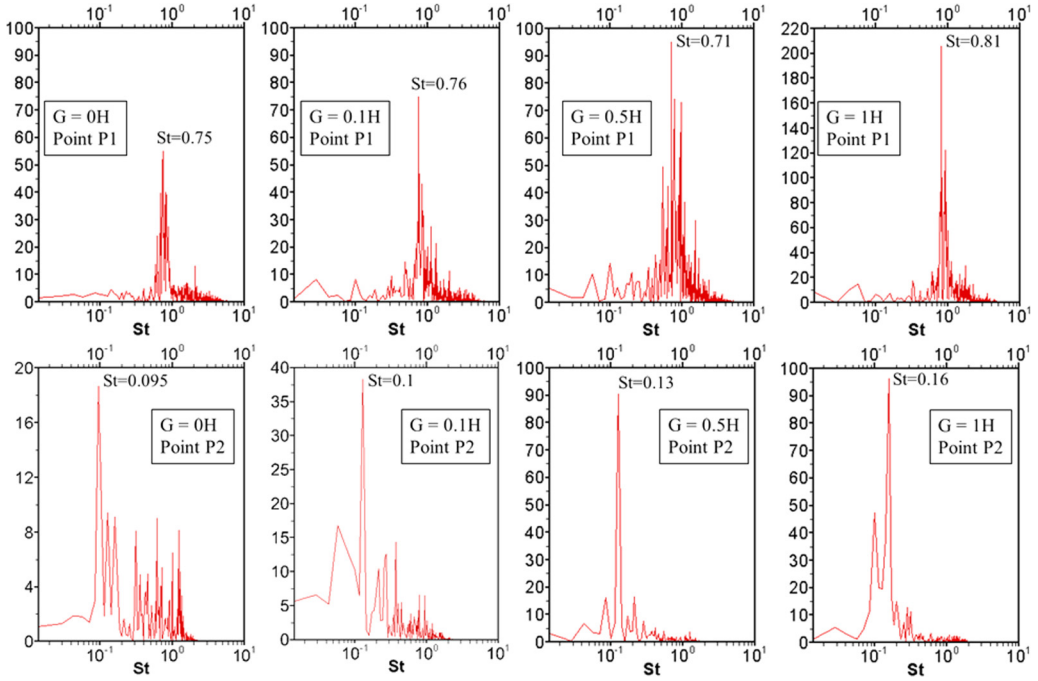 10⁻¹ 10⁰ 10¹ 10⁻¹ 10⁰ 10¹ 10⁻¹ 10⁰ 10¹ 10⁻¹ 10⁰ 10¹
100
90
80
70
60
50
40
30
20
10
0
St=0.75
G = 0H
Point P1
10⁻¹ 10⁰ 10¹
St
100
90
80
70
60
50
40
30
20
10
0
St=0.76
G = 0.1H
Point P1
10⁻¹ 10⁰ 10¹
St
100
90
80
70
60
50
40
30
20
10
0
St=0.71
G = 0.5H
Point P1
10⁻¹ 10⁰ 10¹
St
220
200
180
160
140
120
100
80
60
40
20
0
St=0.81
G = 1H
Point P1
10⁻¹ 10⁰ 10¹
St
10⁻¹ 10⁰ 10¹ 10⁻¹ 10⁰ 10¹ 10⁻¹ 10⁰ 10¹ 10⁻¹ 10⁰ 10¹
20
16
12
8
4
0
St=0.095
G = 0H
Point P2
10⁻¹ 10⁰ 10¹
St
40
35
30
25
20
15
10
5
0
St=0.1
G = 0.1H
Point P2
10⁻¹ 10⁰ 10¹
St
100
90
80
70
60
50
40
30
20
10
0
St=0.13
G = 0.5H
Point P2
10⁻¹ 10⁰ 10¹
St
100
90
80
70
60
50
40
30
20
10
0
St=0.16
G = 1H
Point P2
10⁻¹ 10⁰ 10¹
St